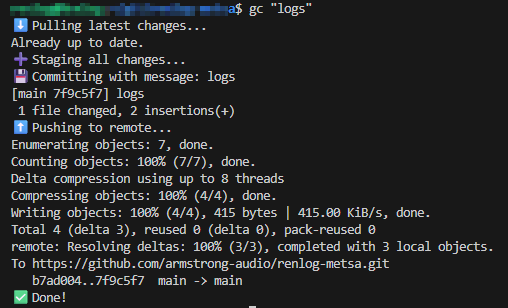 a$ gc "logs"
⬇️ Pulling latest changes...
Already up to date.
➕ Staging all changes...
💾 Committing with message: logs
[main 7f9c5f7] logs
1 file changed, 2 insertions(+)
⬆️ Pushing to remote...
Enumerating objects: 7, done.
Counting objects: 100% (7/7), done.
Delta compression using up to 8 threads
Compressing objects: 100% (4/4), done.
Writing objects: 100% (4/4), 415 bytes | 415.00 KiB/s, done.
Total 4 (delta 3), reused 0 (delta 0), pack-reused 0
remote: Resolving deltas: 100% (3/3), completed with 3 local objects.
To https://github.com/armstrong-audio/renlog-metsa.git
b7ad004..7f9c5f7  main -> main
✅ Done!